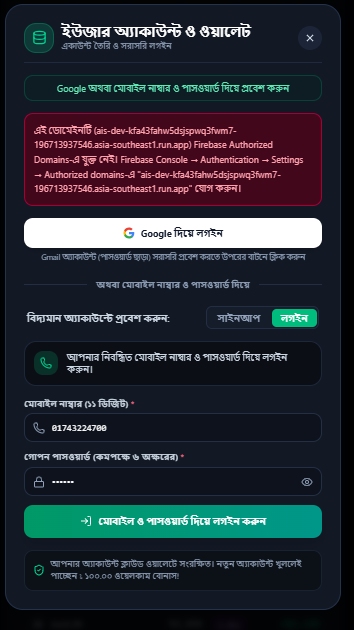 ইউজার অ্যাকাউন্ট ও ওয়ালেট
একাউন্ট তৈরি ও সরাসরি লগইন
Google অথবা মোবাইল নাম্বার ও পাসওয়ার্ড দিয়ে প্রবেশ করুন
এই ডোমেইনটি (ais-dev-kfa43fahw5dsjspwq3fwm7-
196713937546.asia-southeast1.run.app) Firebase Authorized
Domains-এ যুক্ত নেই। Firebase Console → Authentication → Settings
→ Authorized domains-এ "ais-dev-kfa43fahw5dsjspwq3fwm7-
196713937546.asia-southeast1.run.app" যোগ করুন।
Google দিয়ে লগইন
Gmail অ্যাকাউন্ট (পাসওয়ার্ড ছাড়া) সরাসরি প্রবেশ করতে উপরের বাটনে ক্লিক করুন
অথবা মোবাইল নাম্বার ও পাসওয়ার্ড দিয়ে
বিদ্যমান অ্যাকাউন্টে প্রবেশ করুন: সাইনআপ লগইন
আপনার নিবন্ধিত মোবাইল নাম্বার ও পাসওয়ার্ড দিয়ে লগইন
করুন।
মোবাইল নাম্বার (১১ ডিজিট) *
01743224700
গোপন পাসওয়ার্ড (কমপক্ষে ৬ অক্ষরের) *
••••••
মোবাইল ও পাসওয়ার্ড দিয়ে লগইন করুন
আপনার অ্যাকাউন্ট ক্লাউড ওয়ালেটে সংরক্ষিত। নতুন অ্যাকাউন্ট খুললেই
পাচ্ছেন ৳ ১০০.০০ ওয়েলকাম বোনাস!